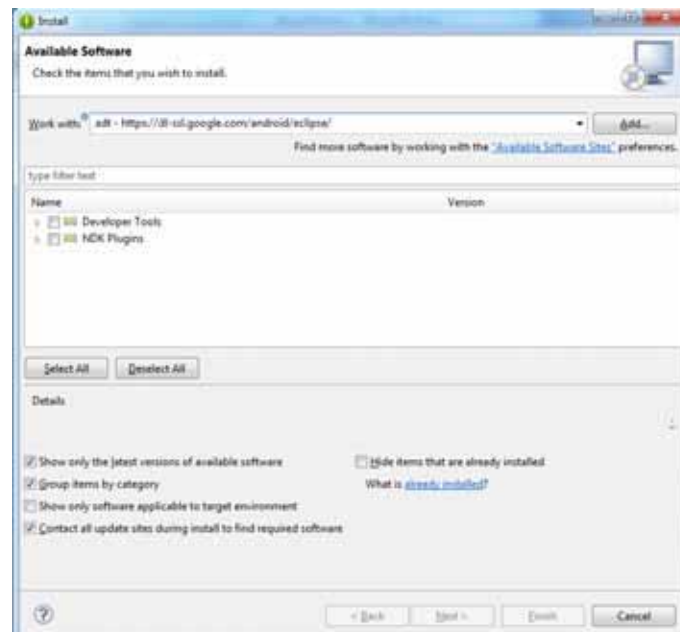 Install
Available Software
Check the items that you wish to install.
Work with: adt - https://dl-ssl.google.com/android/eclipse/ Add...
Find more software by working with the "Available Software Sites" preferences.
type filter text
Name Version
Developer Tools
NDK Plugins
Select All Deselect All
Details
Show only the latest versions of available software Hide items that are already installed
Group items by category What is already installed?
Show only software applicable to target environment
Contact all update sites during install to find required software
? < Back Next > Finish Cancel